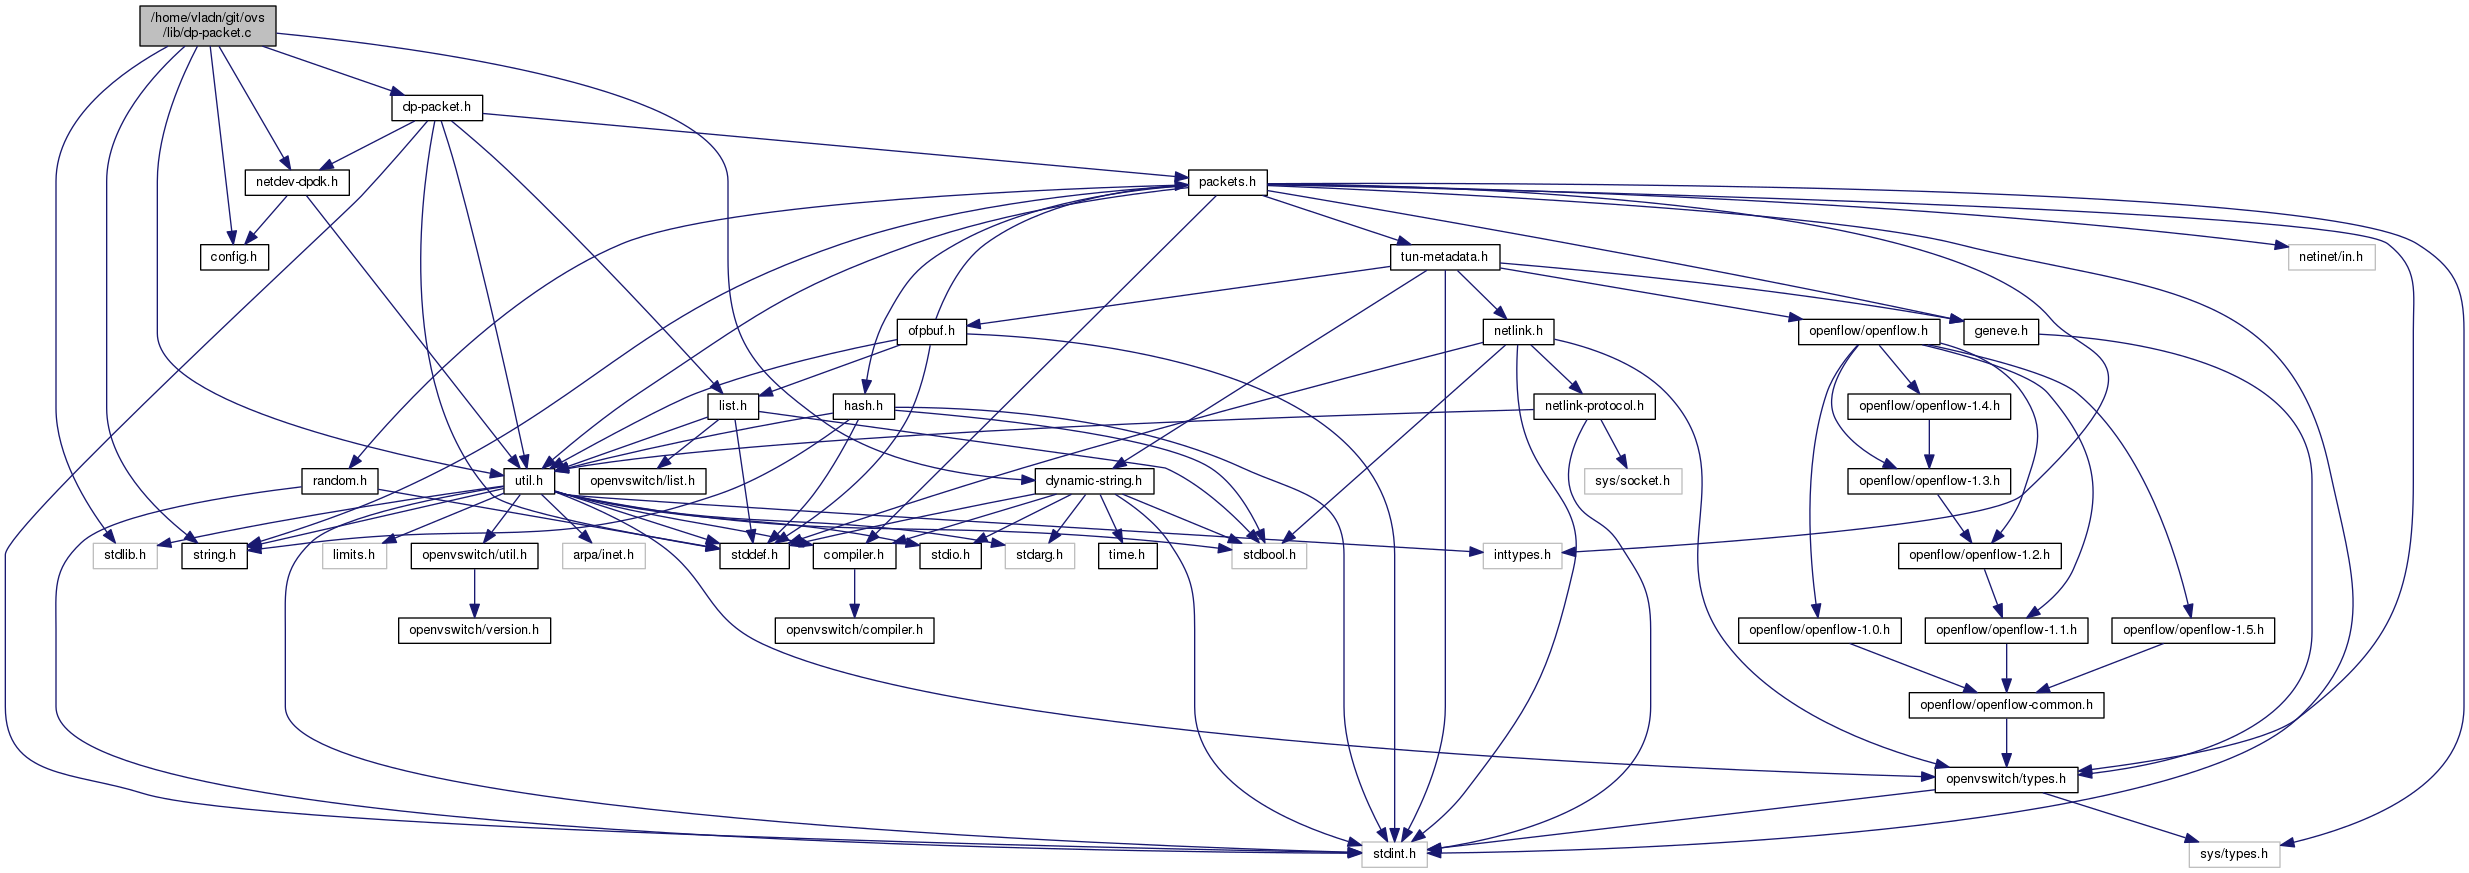 /home/vladn/git/ovs
/lib/dp-packet.c
dp-packet.h
netdev-dpdk.h
packets.h
config.h
tun-metadata.h
netinet/in.h
ofpbuf.h
netlink.h
openflow/openflow.h
geneve.h
list.h
hash.h
netlink-protocol.h
openflow/openflow-1.4.h
random.h
util.h
openvswitch/list.h
dynamic-string.h
sys/socket.h
openflow/openflow-1.3.h
stdlib.h
string.h
limits.h
openvswitch/util.h
arpa/inet.h
stddef.h
compiler.h
stdio.h
stdarg.h
time.h
stdbool.h
inttypes.h
openflow/openflow-1.2.h
openvswitch/version.h
openvswitch/compiler.h
openflow/openflow-1.0.h
openflow/openflow-1.1.h
openflow/openflow-1.5.h
openflow/openflow-common.h
openvswitch/types.h
stdint.h
sys/types.h